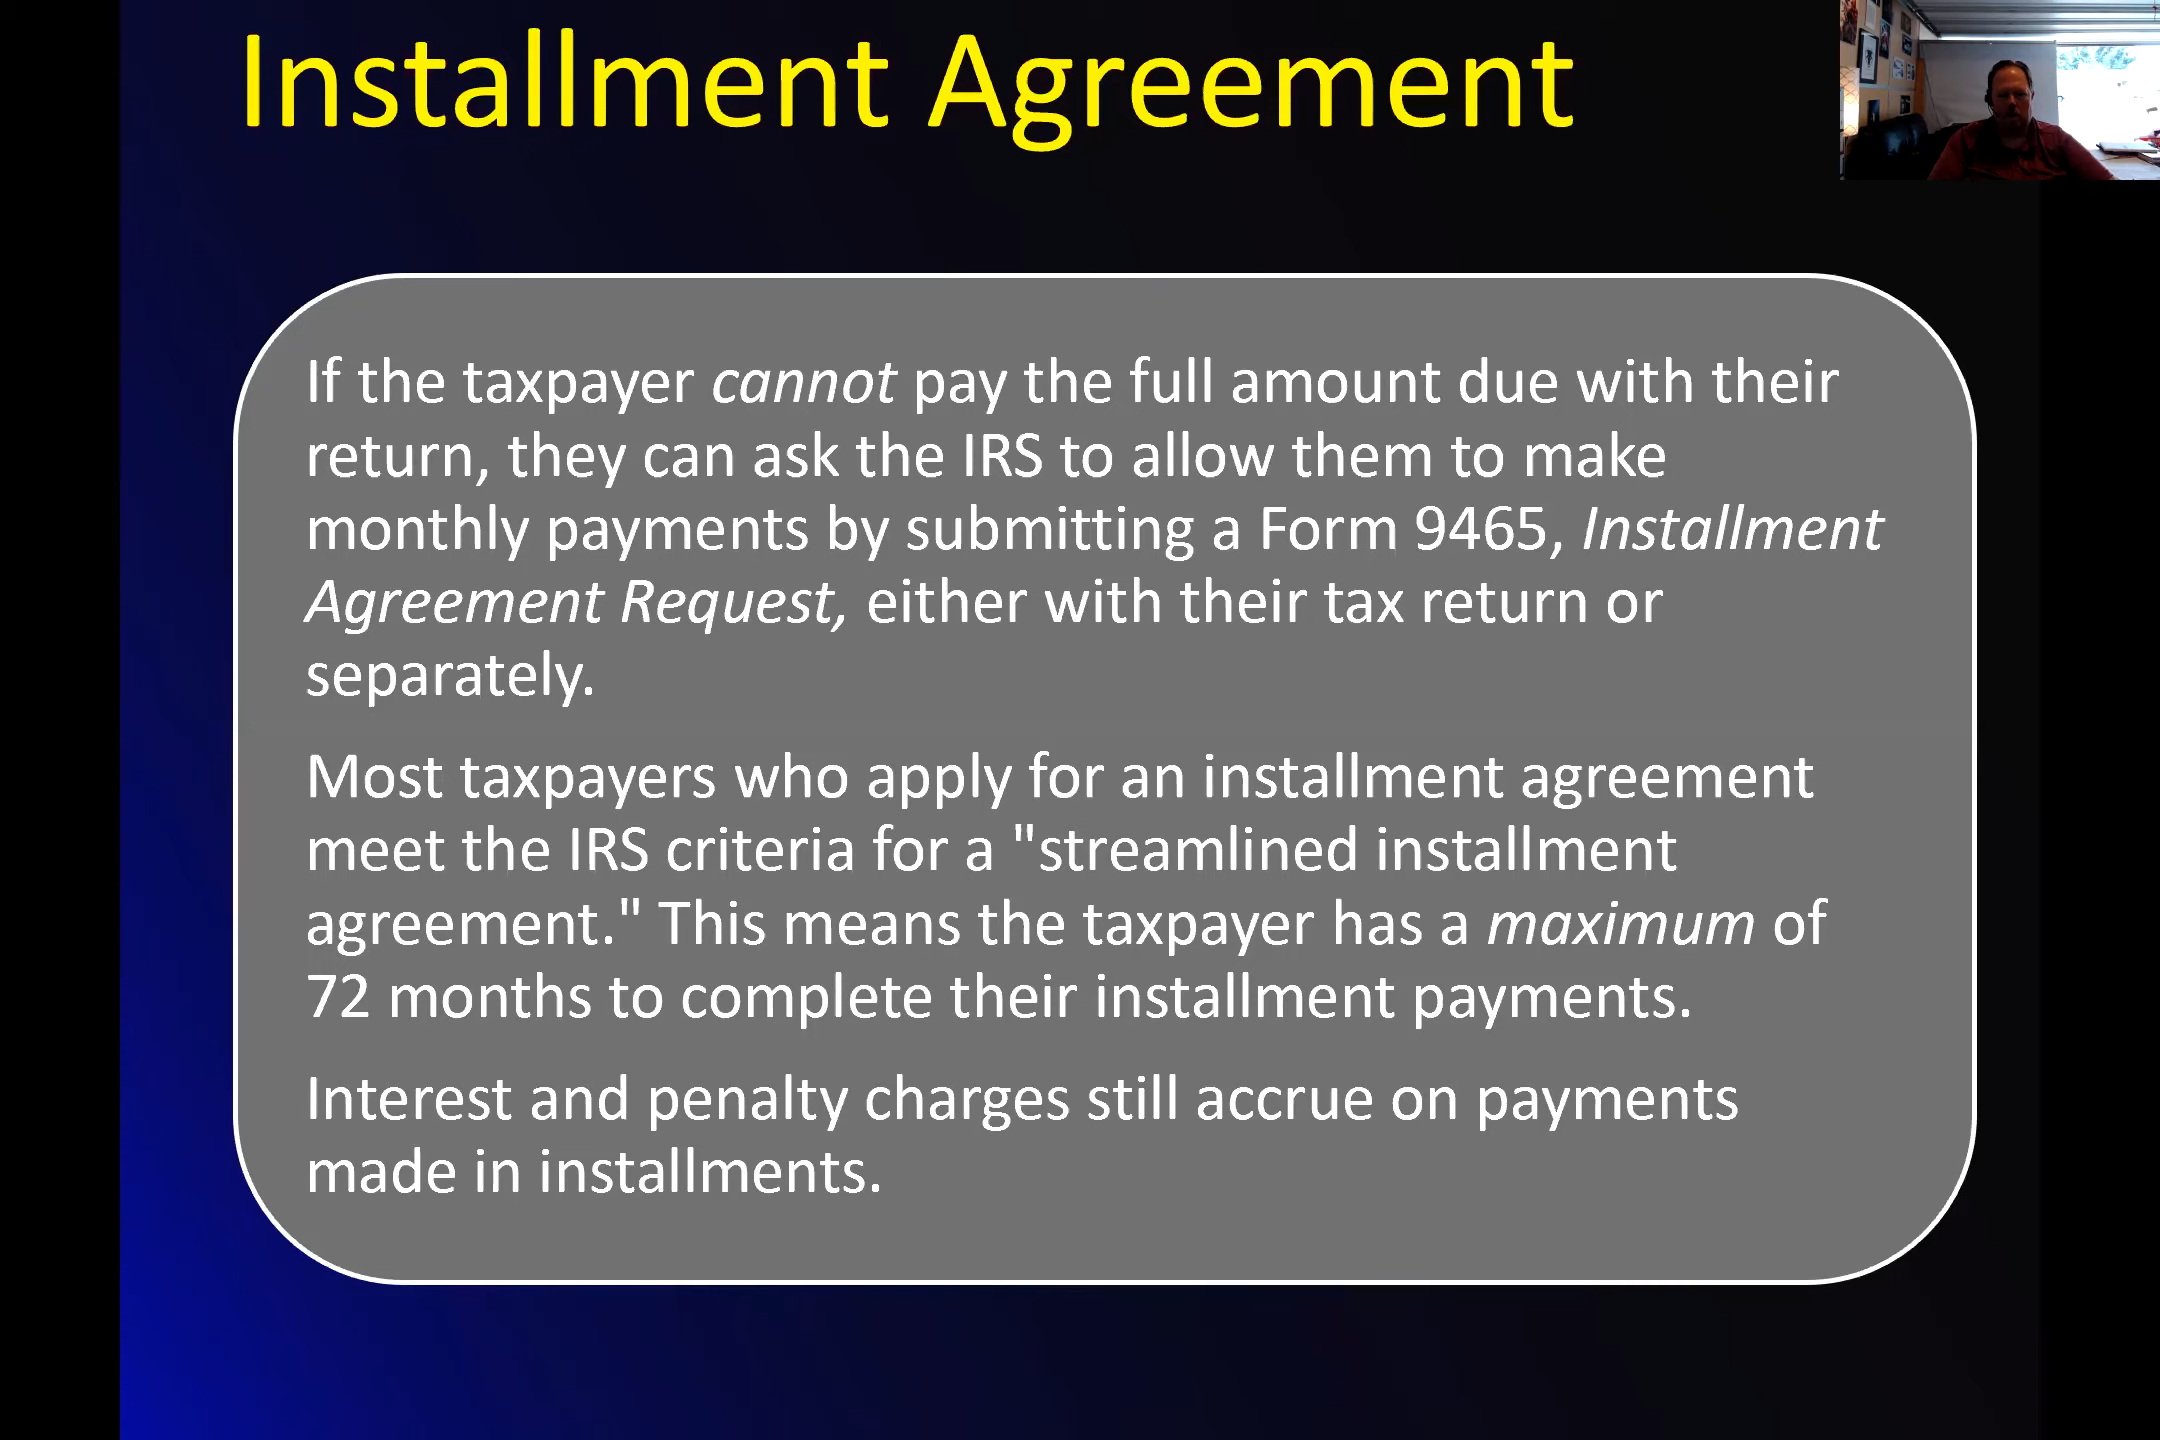 Installment Agreement
If the taxpayer cannot pay the full amount due with their
return, they can ask the IRS to allow them to make
monthly payments by submitting a Form 9465, Installment
Agreement Request, either with their tax return or
separately.
Most taxpayers who apply for an installment agreement
meet the IRS criteria for a "streamlined installment
agreement." This means the taxpayer has a maximum of
72 months to complete their installment payments.
Interest and penalty charges still accrue on payments
made in installments.